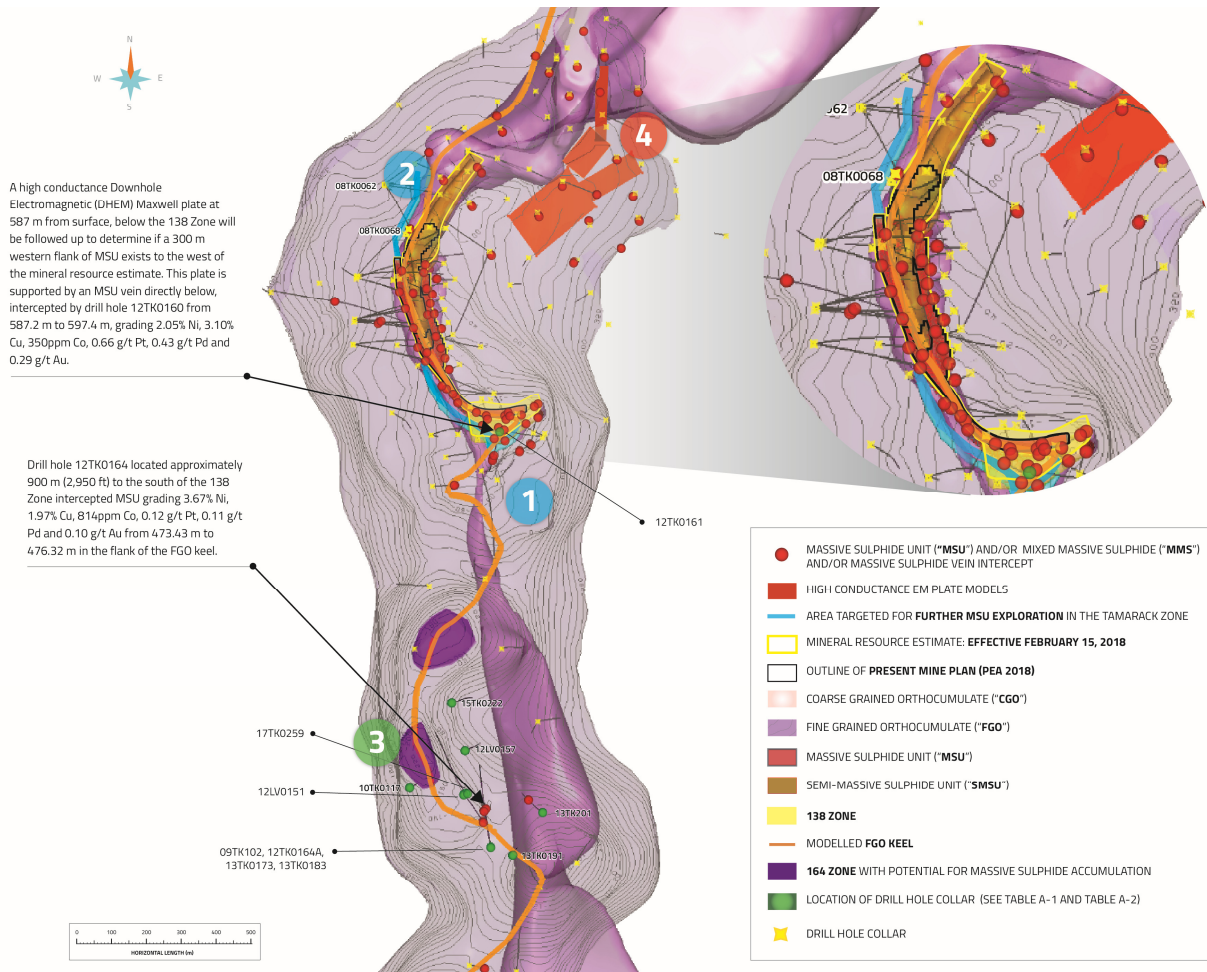 N
W
E
S
A high conductance Downhole
Electromagnetic (DHEM) Maxwell plate at
587 m from surface, below the 138 Zone will
be followed up to determine if a 300 m
western flank of MSU exists to the west of
the mineral resource estimate. This plate is
supported by an MSU vein directly below,
intercepted by drill hole 12TK0160 from
587.2 m to 597.4 m, grading 2.05% Ni, 3.10%
Cu, 350ppm Co, 0.66 g/t Pt, 0.43 g/t Pd and
0.29 g/t Au.
Drill hole 12TK0164 located approximately
900 m (2,950 ft) to the south of the 138
Zone intercepted MSU grading 3.67% Ni,
1.97% Cu, 814ppm Co, 0.12 g/t Pt, 0.11 g/t
Pd and 0.10 g/t Au from 473.43 m to
476.32 m in the flank of the FGO keel.
2
4
08TK0062
08TK0068
1
12TK0161
08TK0068
15TK0222
17TK0259
3
12LV0157
10TK0117
12LV0151
13TK201
09TK102, 12TK0164A,
13TK0173, 13TK0183
13TK0191
0 100 200 300 400 500
HORIZONTAL LENGTH (m)
MASSIVE SULPHIDE UNIT ("MSU") AND/OR MIXED MASSIVE SULPHIDE ("MMS")
AND/OR MASSIVE SULPHIDE VEIN INTERCEPT
HIGH CONDUCTANCE EM PLATE MODELS
AREA TARGETED FOR FURTHER MSU EXPLORATION IN THE TAMARACK ZONE
MINERAL RESOURCE ESTIMATE: EFFECTIVE FEBRUARY 15, 2018
OUTLINE OF PRESENT MINE PLAN (PEA 2018)
COARSE GRAINED ORTHOCUMULATE ("CGO")
FINE GRAINED ORTHOCUMULATE ("FGO")
MASSIVE SULPHIDE UNIT ("MSU")
SEMI-MASSIVE SULPHIDE UNIT ("SMSU")
138 ZONE
MODELLED FGO KEEL
164 ZONE WITH POTENTIAL FOR MASSIVE SULPHIDE ACCUMULATION
LOCATION OF DRILL HOLE COLLAR (SEE TABLE A-1 AND TABLE A-2)
DRILL HOLE COLLAR